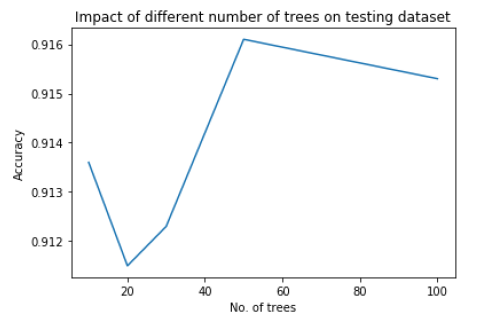 Impact of different number of trees on testing dataset
0.916
0.915
0.914
0.913
0.912
Accuracy
20 40 60 80 100
No. of trees